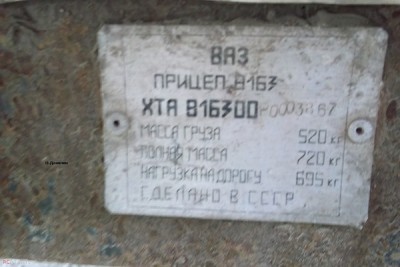 ВАЗ
ПРИЦЕП 8163
XTA 816300
МАССА ГРУЗА 520 кг
ПОЛНАЯ МАССА 720 кг
НАГРУЗКА НА ДОРОГУ 695 кг
СДЕЛАНО В СССР